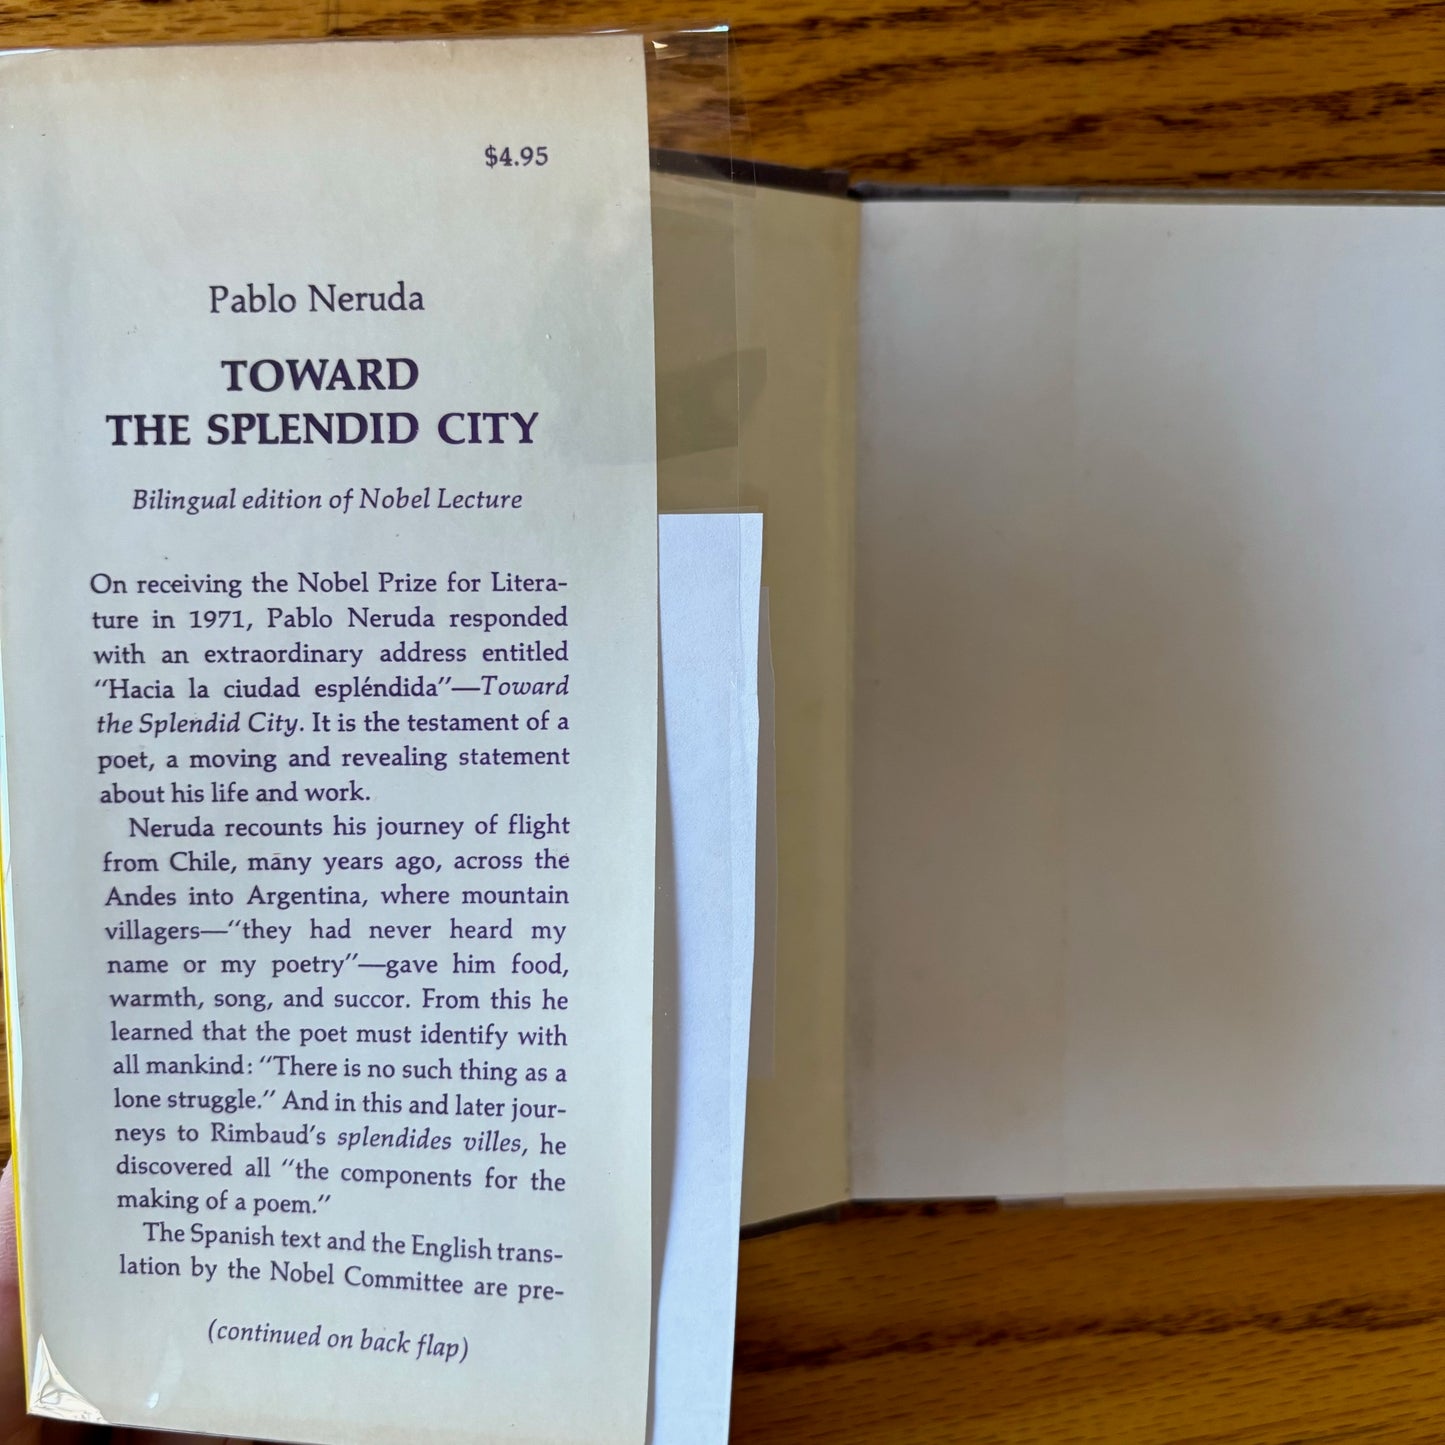 $4.95
Pablo Neruda
TOWARD
THE SPLENDID CITY
Bilingual edition of Nobel Lecture
On receiving the Nobel Prize for Litera-
ture in 1971, Pablo Neruda responded
with an extraordinary address entitled
“Hacia la ciudad espléndida”—Toward
the Splendid City. It is the testament of a
poet, a moving and revealing statement
about his life and work.
Neruda recounts his journey of flight
from Chile, many years ago, across the
Andes into Argentina, where mountain
villagers—“they had never heard my
name or my poetry”—gave him food,
warmth, song, and succor. From this he
learned that the poet must identify with
all mankind: “There is no such thing as a
lone struggle.” And in this and later jour-
neys to Rimbaud’s splendides villes, he
discovered all “the components for the
making of a poem.”
The Spanish text and the English trans-
lation by the Nobel Committee are pre-
(continued on back flap)